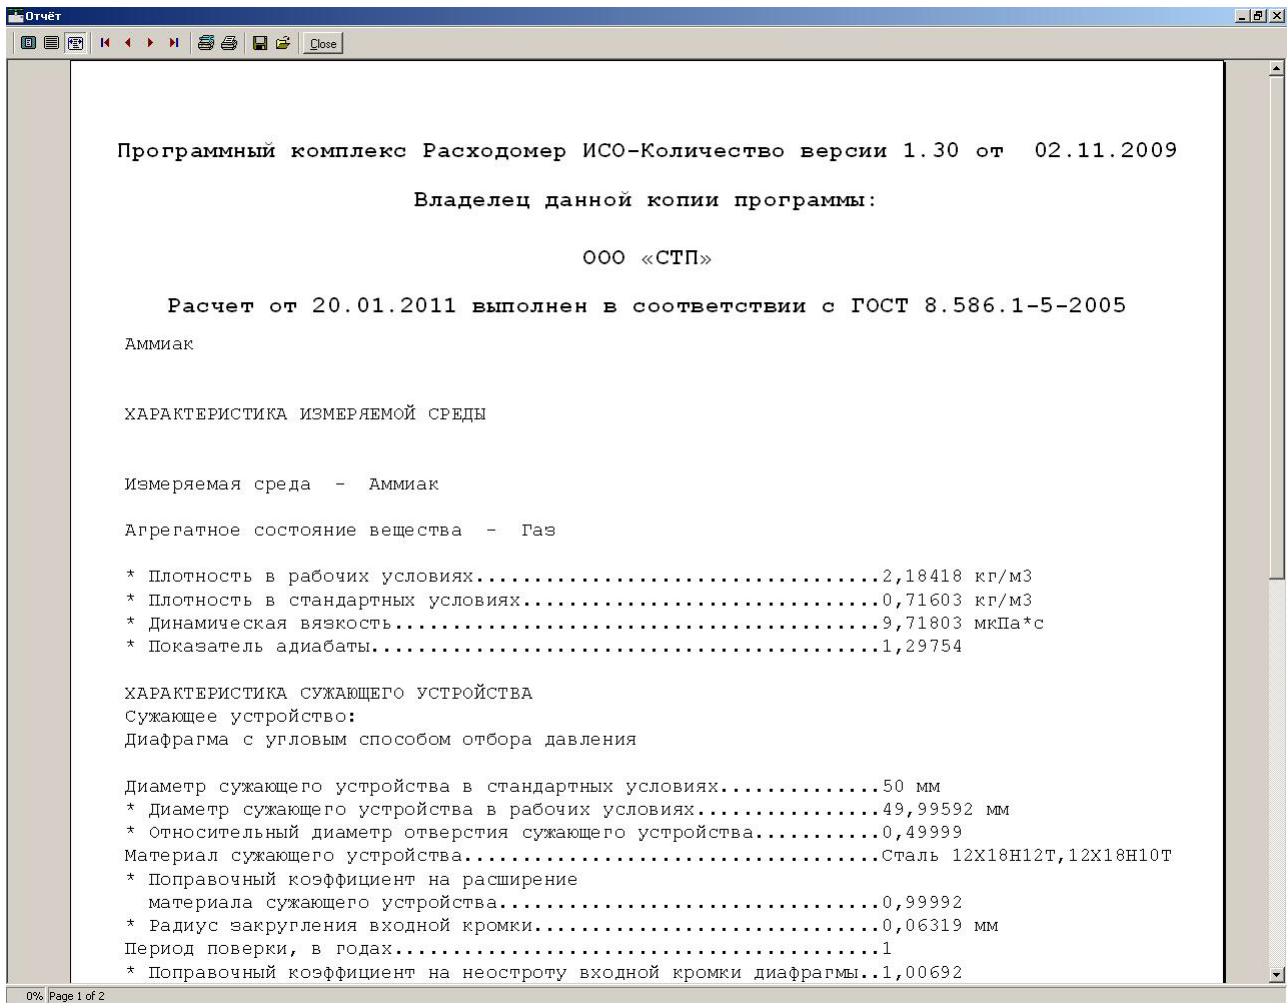 Отчёт
Close
Программный комплекс Расходомер ИСО-Количество версии 1.30 от 02.11.2009
Владелец данной копии программы:
ООО «СТП»
Расчет от 20.01.2011 выполнен в соответствии с ГОСТ 8.586.1-5-2005
Аммиак
ХАРАКТЕРИСТИКА ИЗМЕРЯЕМОЙ СРЕДЫ
Измеряемая среда - Аммиак
Агрегатное состояние вещества - Газ
* Плотность в рабочих условиях...................................2,18418 кг/м3
* Плотность в стандартных условиях...............................0,71603 кг/м3
* Динамическая вязкость..........................................9,71803 мкПа*с
* Показатель адиабаты............................................1,29754
ХАРАКТЕРИСТИКА СУЖАЮЩЕГО УСТРОЙСТВА
Сужающее устройство:
Диафрагма с угловым способом отбора давления
Диаметр сужающего устройства в стандартных условиях..............50 мм
* Диаметр сужающего устройства в рабочих условиях................49,99592 мм
* Относительный диаметр отверстия сужающего устройства...........0,49999
Материал сужающего устройства....................................Сталь 12Х18Н12Т,12Х18Н10Т
* Поправочный коэффициент на расширение
материала сужающего устройства.................................0,99992
* Радиус закругления входной кромки..............................0,06319 мм
Период поверки, в годах..........................................1
* Поправочный коэффициент на неостроту входной кромки диафрагмы..1,00692
0% Page 1 of 2